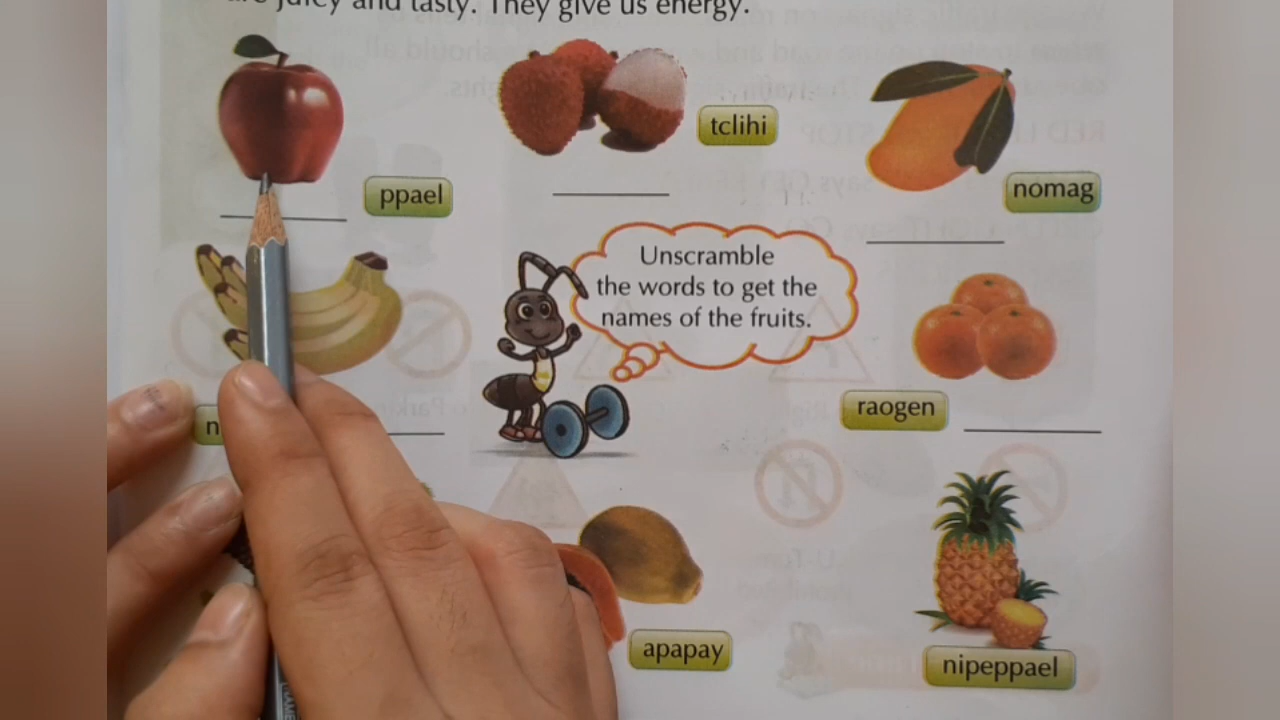 are juicy and tasty. They give us energy.
tclihi
ppael
nomag
Unscramble
the words to get the
names of the fruits.
raogen
n
apapay
nipeppael